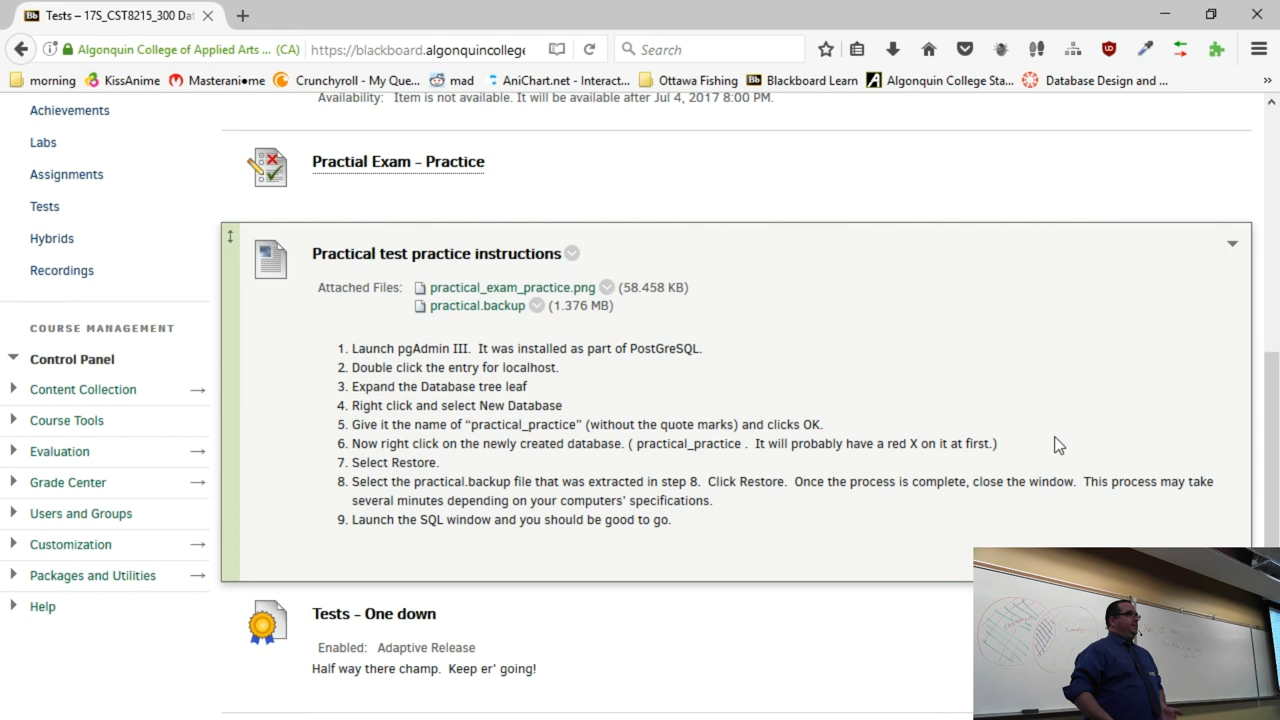 Tests – 17S_CST8215_300 Dat
Algonquin College of Applied Arts ... (CA) https://blackboard.algonquincollege Search
morning KissAnime Masterani●me Crunchyroll - My Que... mad AniChart.net - Interact... Ottawa Fishing Blackboard Learn Algonquin College Sta... Database Design and ...
Availability: Item is not available. It will be available after Jul 4, 2017 8:00 PM.
Achievements
Labs
Assignments
Tests
Hybrids
Recordings
COURSE MANAGEMENT
Control Panel
Content Collection
Course Tools
Evaluation
Grade Center
Users and Groups
Customization
Packages and Utilities
Help
Practial Exam - Practice
Practical test practice instructions
Attached Files: practical_exam_practice.png (58.458 KB)
practical.backup (1.376 MB)
1. Launch pgAdmin III. It was installed as part of PostGreSQL.
2. Double click the entry for localhost.
3. Expand the Database tree leaf
4. Right click and select New Database
5. Give it the name of “practical_practice” (without the quote marks) and clicks OK.
6. Now right click on the newly created database. ( practical_practice . It will probably have a red X on it at first.)
7. Select Restore.
8. Select the practical.backup file that was extracted in step 8. Click Restore. Once the process is complete, close the window. This process may take
several minutes depending on your computers’ specifications.
9. Launch the SQL window and you should be good to go.
Tests - One down
Enabled: Adaptive Release
Half way there champ. Keep er' going!